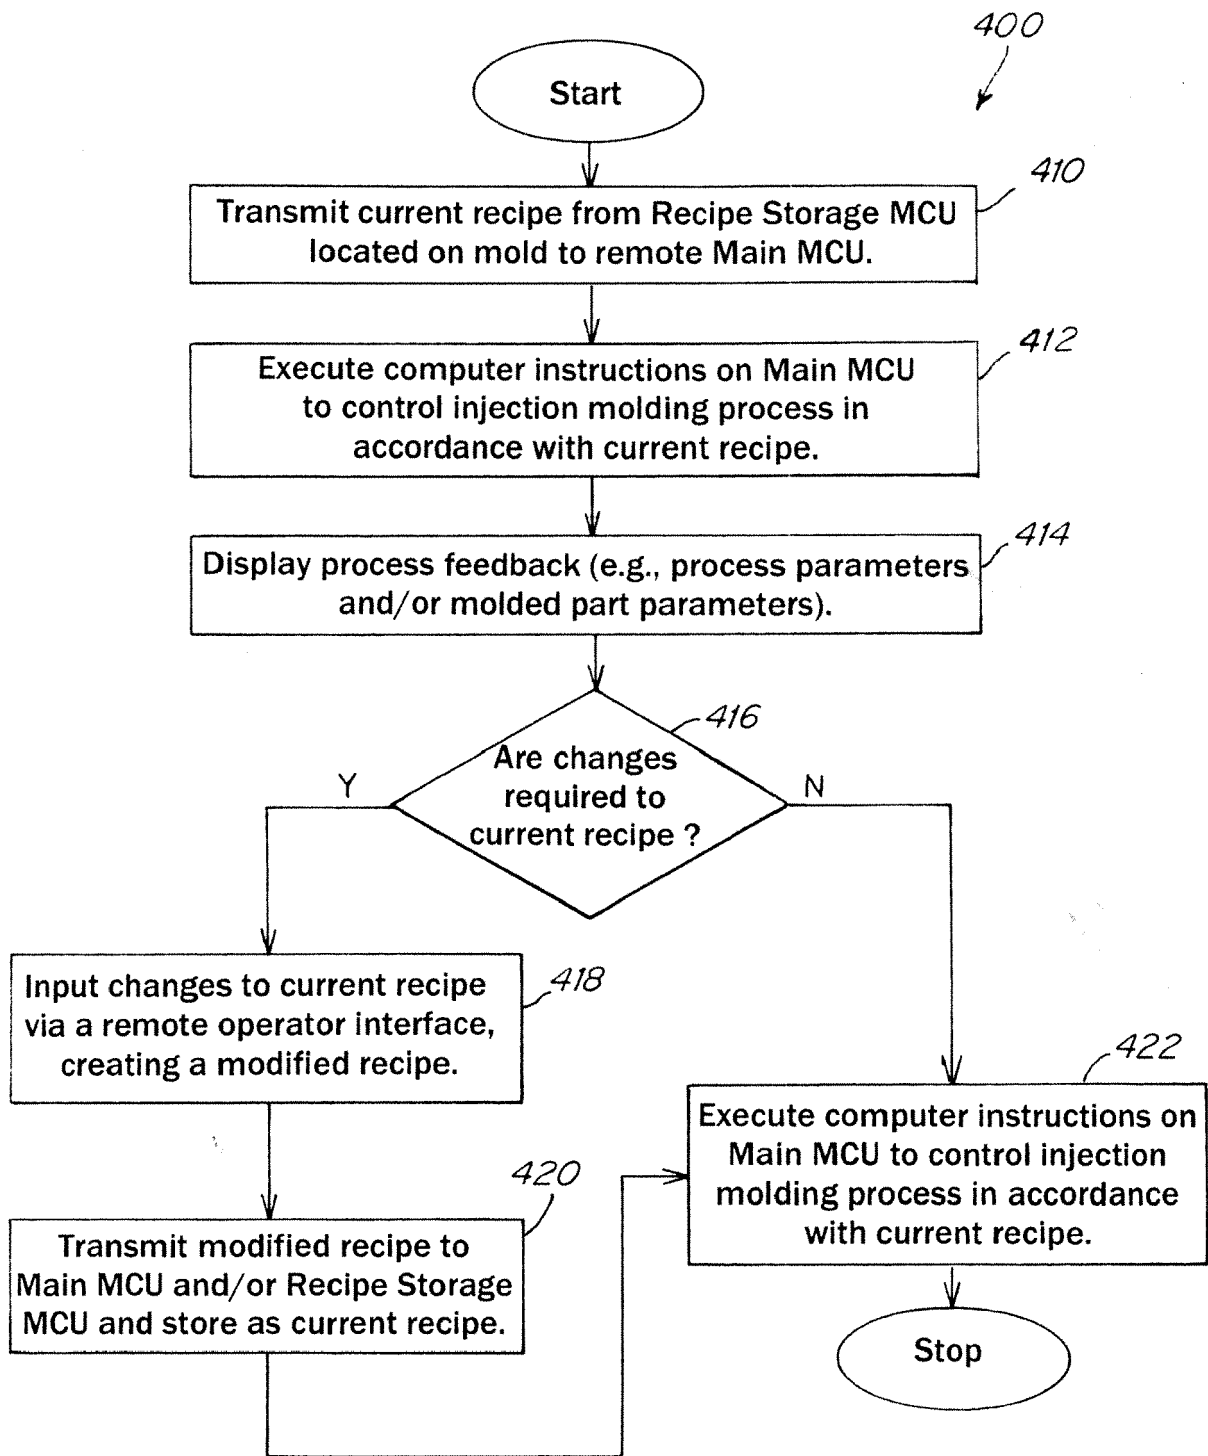 400
Start
410
Transmit current recipe from Recipe Storage MCU
located on mold to remote Main MCU.
412
Execute computer instructions on Main MCU
to control injection molding process in
accordance with current recipe.
414
Display process feedback (e.g., process parameters
and/or molded part parameters).
416
Are changes
required to
current recipe ?
Y
N
418
Input changes to current recipe
via a remote operator interface,
creating a modified recipe.
420
Transmit modified recipe to
Main MCU and/or Recipe Storage
MCU and store as current recipe.
422
Execute computer instructions on
Main MCU to control injection
molding process in accordance
with current recipe.
Stop